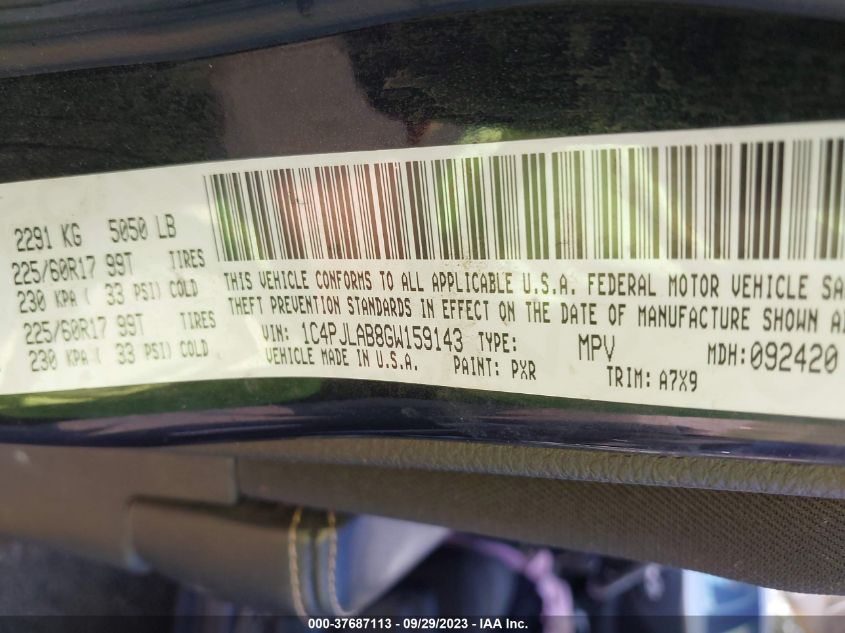 2291 KG 5050 LB
225/60R17 99T TIRES
230 KPA ( 33 PSI) COLD
225/60R17 99T TIRES
230 KPA ( 33 PSI) COLD
THIS VEHICLE CONFORMS TO ALL APPLICABLE U.S.A. FEDERAL MOTOR VEHICLE SA
THEFT PREVENTION STANDARDS IN EFFECT ON THE DATE OF MANUFACTURE SHOWN A
VIN: 1C4PJLAB8GW159143 TYPE: MPV MDH:092420
VEHICLE MADE IN U.S.A. PAINT: PXR TRIM: A7X9
000-37687113 - 09/29/2023 - IAA Inc.